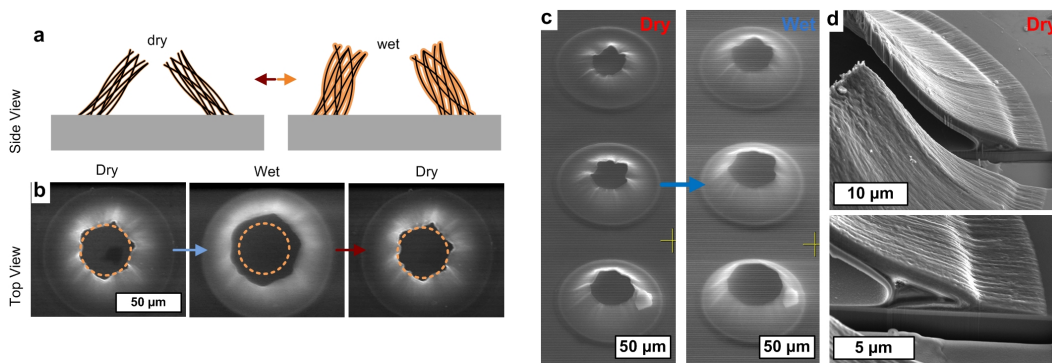 a
dry
wet
Side View
Dry
Wet
Dry
b
50 µm
Top View
c
Dry
Wet
50 µm
50 µm
d
Dry
10 µm
5 µm